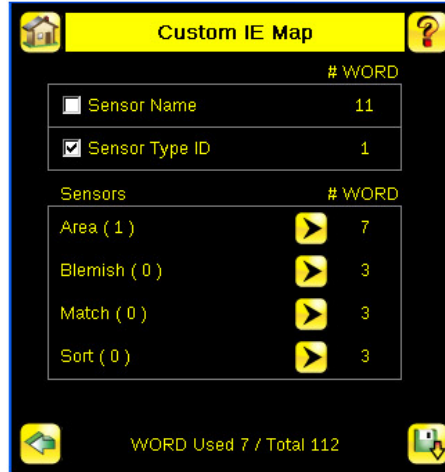 Custom IE Map
?
# WORD
Sensor Name 11
Sensor Type ID 1
Sensors # WORD
Area ( 1 ) 7
Blemish ( 0 ) 3
Match ( 0 ) 3
Sort ( 0 ) 3
WORD Used 7 / Total 112